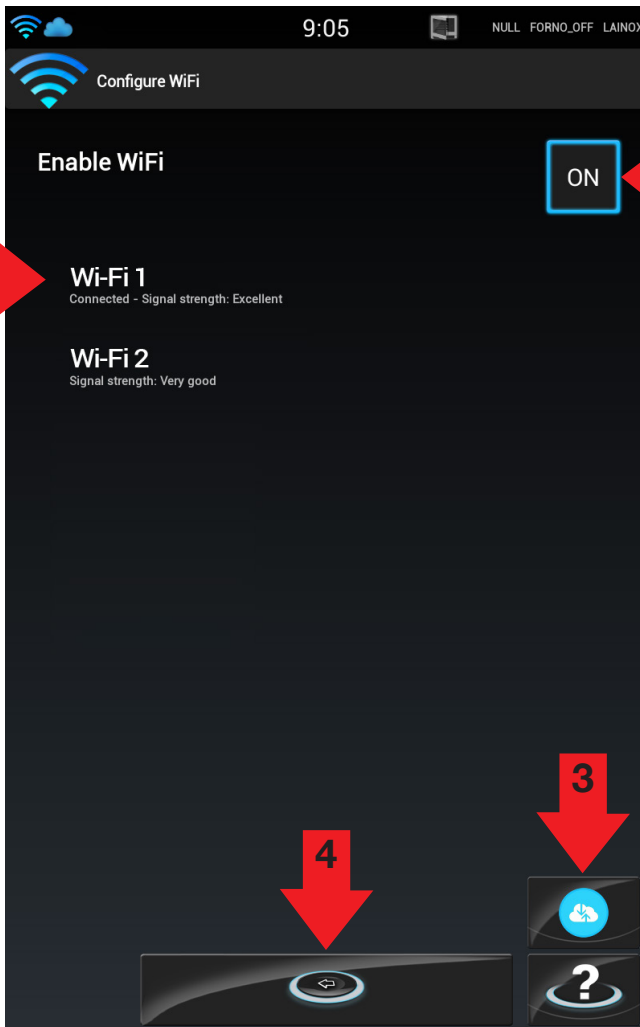 9:05 NULL FORNO_OFF LAINOX
Configure WiFi
Enable WiFi
ON
Wi-Fi 1
Connected - Signal strength: Excellent
Wi-Fi 2
Signal strength: Very good
3
4
?